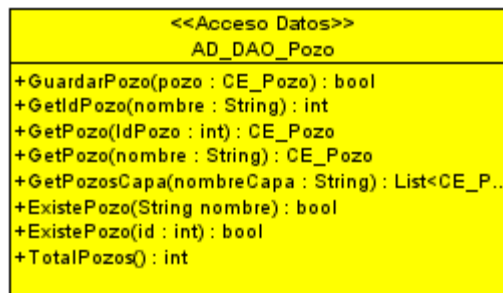 <<Acceso Datos>>
AD_DAO_Pozo
+GuardarPozo(pozo : CE_Pozo) : bool
+GetIdPozo(nombre : String) : int
+GetPozo(IdPozo : int) : CE_Pozo
+GetPozo(nombre : String) : CE_Pozo
+GetPozosCapa(nombreCapa : String) : List<CE_P...
+ExistePozo(String nombre) : bool
+ExistePozo(id : int) : bool
+TotalPozos() : int